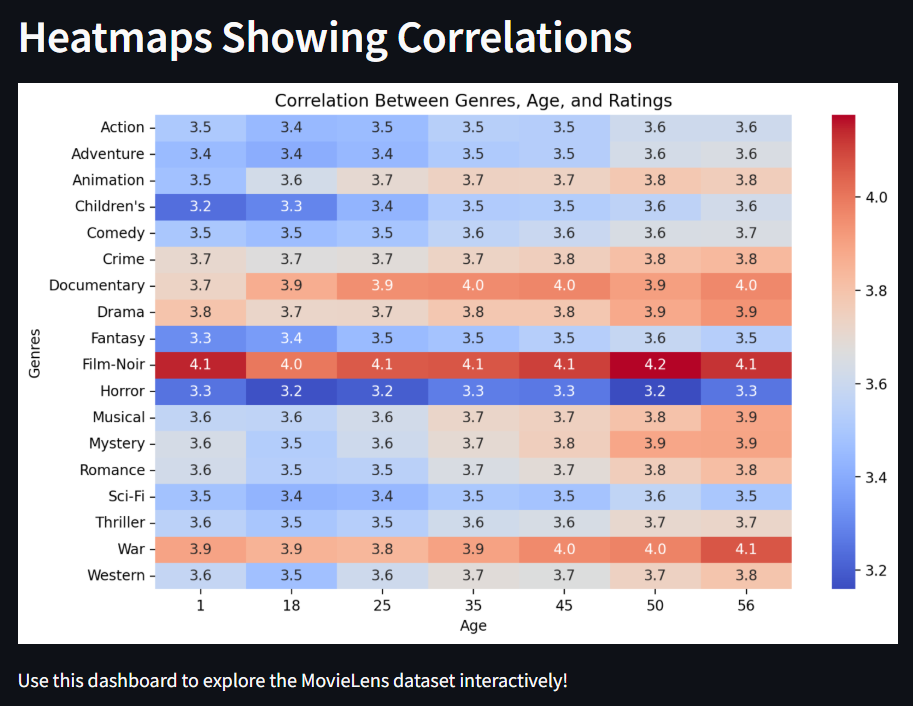 Heatmaps Showing Correlations
Correlation Between Genres, Age, and Ratings
Action 3.5 3.4 3.5 3.5 3.5 3.6 3.6
Adventure 3.4 3.4 3.4 3.5 3.5 3.6 3.6
Animation 3.5 3.6 3.7 3.7 3.7 3.8 3.8
Children's 3.2 3.3 3.4 3.5 3.5 3.6 3.6
Comedy 3.5 3.5 3.5 3.6 3.6 3.6 3.7
Crime 3.7 3.7 3.7 3.7 3.8 3.8 3.8
Documentary 3.7 3.9 3.9 4.0 4.0 3.9 4.0
Drama 3.8 3.7 3.7 3.8 3.8 3.9 3.9
Fantasy 3.3 3.4 3.5 3.5 3.5 3.6 3.5
Film-Noir 4.1 4.0 4.1 4.1 4.1 4.2 4.1
Horror 3.3 3.2 3.2 3.3 3.3 3.2 3.3
Musical 3.6 3.6 3.6 3.7 3.7 3.8 3.9
Mystery 3.6 3.5 3.6 3.7 3.8 3.9 3.9
Romance 3.6 3.5 3.5 3.7 3.7 3.8 3.8
Sci-Fi 3.5 3.4 3.4 3.5 3.5 3.6 3.5
Thriller 3.6 3.5 3.5 3.6 3.6 3.7 3.7
War 3.9 3.9 3.8 3.9 4.0 4.0 4.1
Western 3.6 3.5 3.6 3.7 3.7 3.7 3.8
1 18 25 35 45 50 56
Age
Genres
4.0
3.8
3.6
3.4
3.2
Use this dashboard to explore the MovieLens dataset interactively!